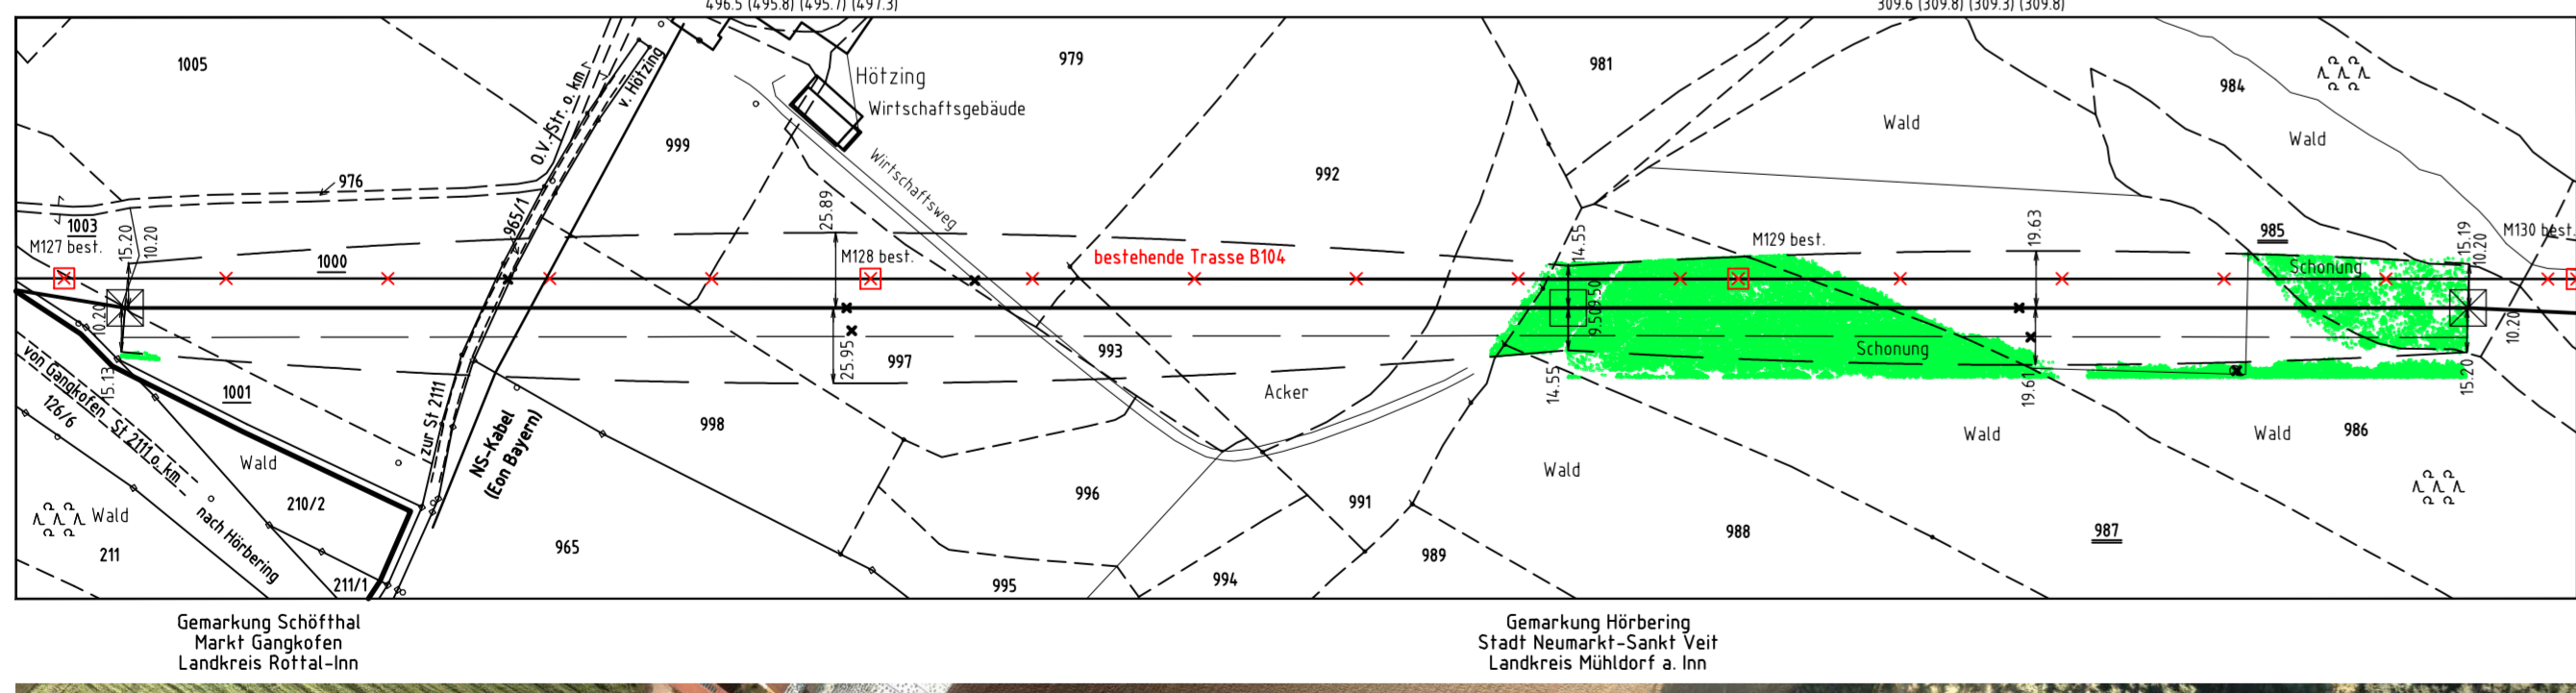 496.5 (495.8) (495.7) (497.3)
309.6 (309.8) (309.3) (309.8)
1005
979
981
984
Hötzing
Wirtschaftsgebäude
O.V.-Str. o. km
v. Hötzing
999
Wald
Wald
976
992
Wirtschaftsweg
1003
M127 best.
15.20
10.20
1000
965/1
25.89
M128 best.
bestehende Trasse B104
14.55
M129 best.
19.63
985
15.19
10.20
M130 best.
Schonung
10.20
9.50
9.50
10.20
25.95
997
993
Schonung
15.13
von Gangkofen
St 2111 o. km
nach Hörbering
1001
126/6
zur St 2111
NS-Kabel
(Eon Bayern)
998
Acker
14.55
19.61
15.20
Wald
Wald
Wald
986
Wald
210/2
996
991
Wald
211
965
988
987
989
211/1
995
994
Gemarkung Schöfthal
Markt Gangkofen
Landkreis Rottal-Inn
Gemarkung Hörbering
Stadt Neumarkt-Sankt Veit
Landkreis Mühldorf a. Inn